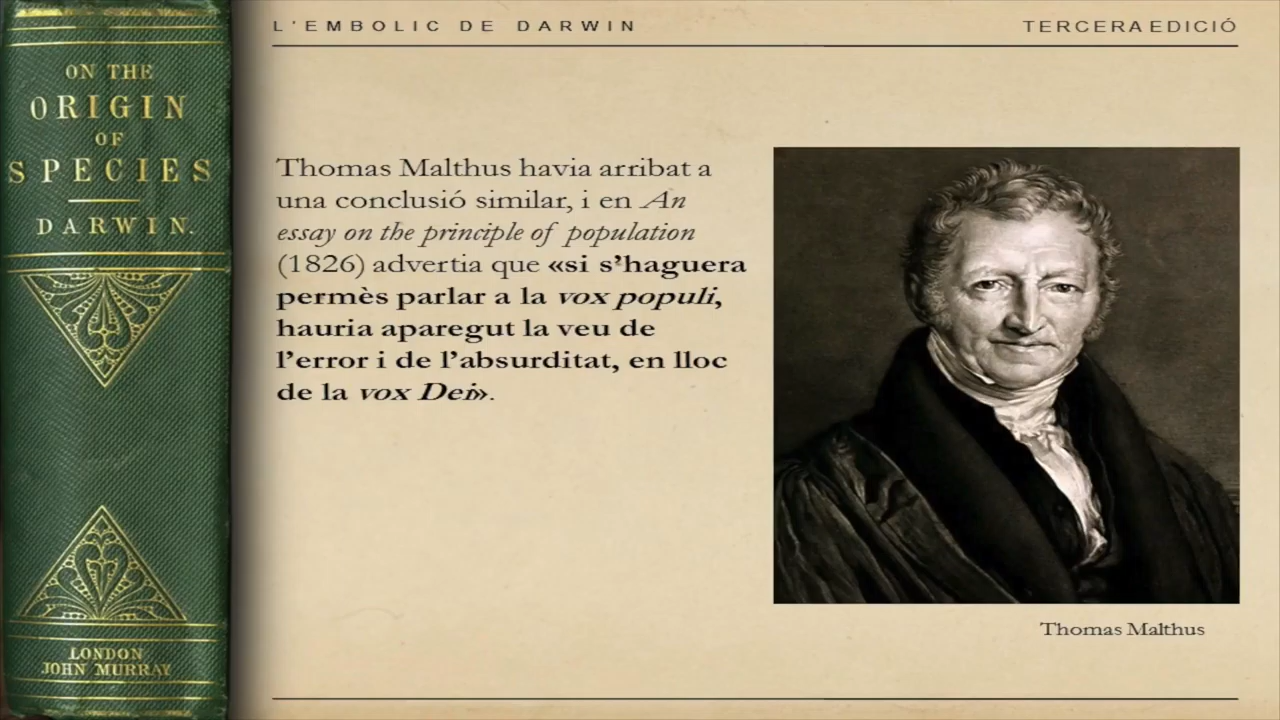 ON THE
ORIGIN
OF
SPECIES
DARWIN.
LONDON
JOHN MURRAY
L'EMBOLIC DE DARWIN
TERCERA EDICIÓ
Thomas Malthus havia arribat a
una conclusió similar, i en An
essay on the principle of population
(1826) advertia que «si s'haguera
permès parlar a la vox populi,
hauria aparegut la veu de
l'error i de l'absurditat, en lloc
de la vox Dei».
Thomas Malthus